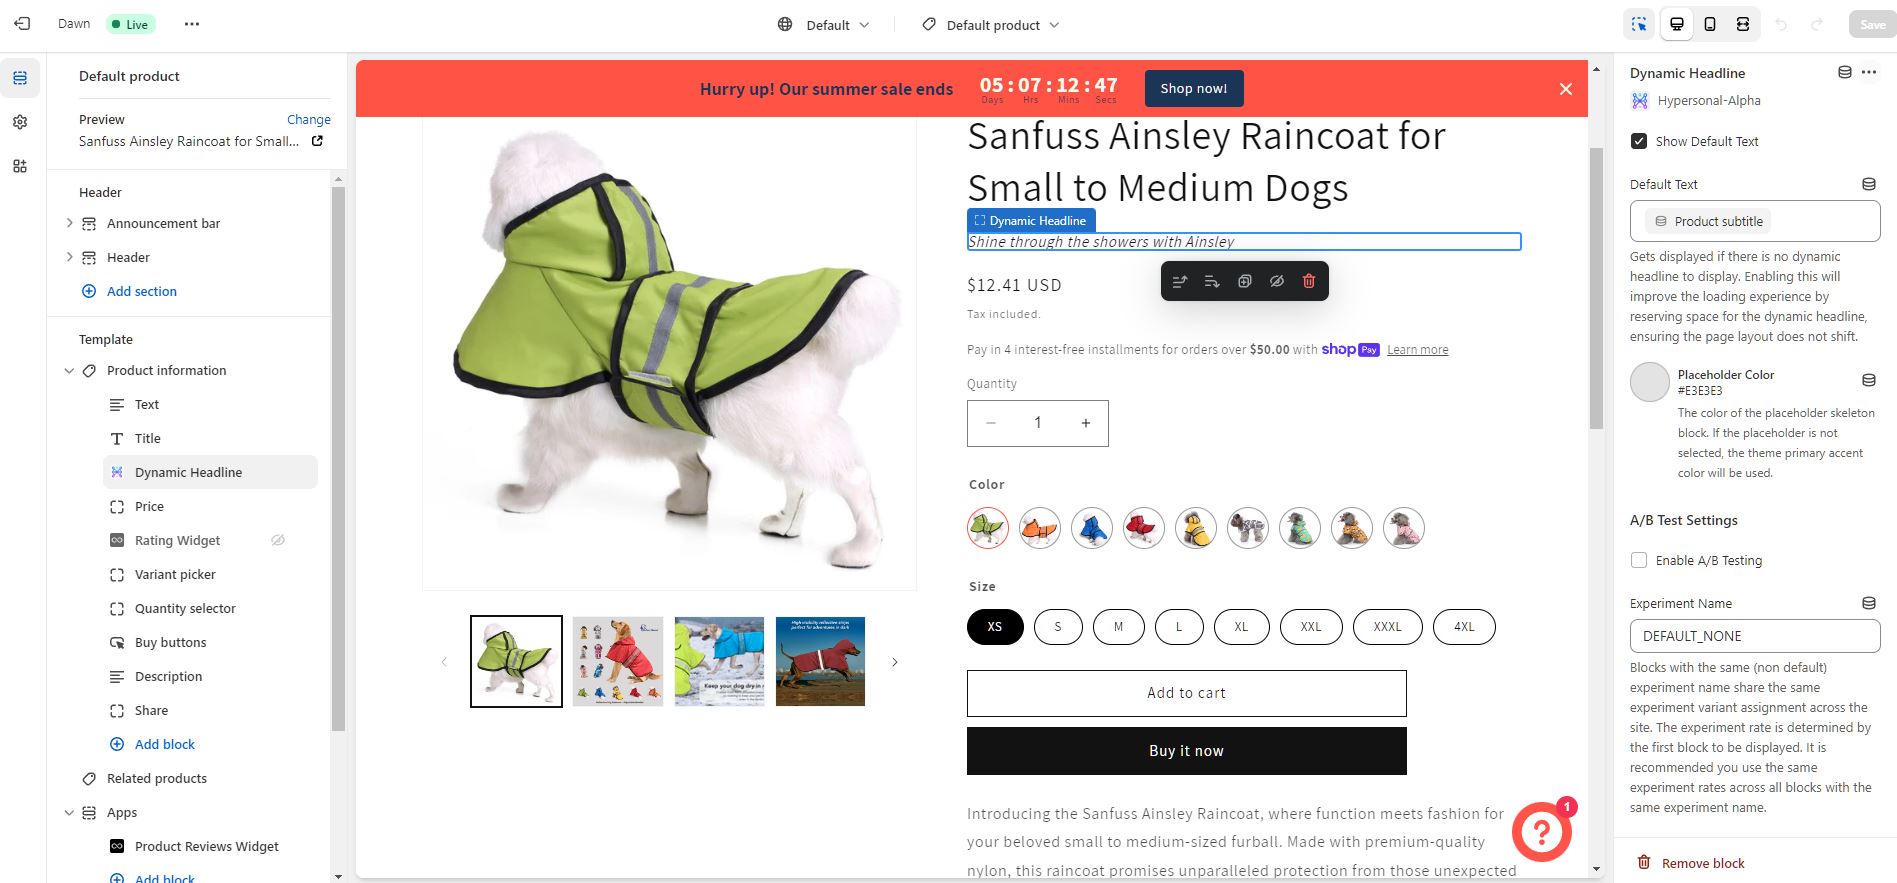 Dawn
Live
Default
Default product
Save
Default product
Preview
Change
Sanfuss Ainsley Raincoat for Small...
Header
Announcement bar
Header
Add section
Template
Product information
Text
Title
Dynamic Headline
Price
Rating Widget
Variant picker
Quantity selector
Buy buttons
Description
Share
Add block
Related products
Apps
Product Reviews Widget
Add block
Hurry up! Our summer sale ends
05 : 07 : 12 : 47
Days Hrs Mins Secs
Shop now!
Sanfuss Ainsley Raincoat for
Small to Medium Dogs
Dynamic Headline
Shine through the showers with Ainsley
$12.41 USD
Tax included.
Pay in 4 interest-free installments for orders over $50.00 with shop Pay Learn more
Quantity
1
Color
Size
XS S M L XL XXL XXXL 4XL
Add to cart
Buy it now
Introducing the Sanfuss Ainsley Raincoat, where function meets fashion for
your beloved small to medium-sized furball. Made with premium-quality
nylon, this raincoat promises unparalleled protection from those unexpected
High visibility reflective strips
perfect for adventures in dark
Keep your dog dry in
1
Dynamic Headline
Hypersonal-Alpha
Show Default Text
Default Text
Product subtitle
Gets displayed if there is no dynamic
headline to display. Enabling this will
improve the loading experience by
reserving space for the dynamic headline,
ensuring the page layout does not shift.
Placeholder Color
#E3E3E3
The color of the placeholder skeleton
block. If the placeholder is not
selected, the theme primary accent
color will be used.
A/B Test Settings
Enable A/B Testing
Experiment Name
DEFAULT_NONE
Blocks with the same (non default)
experiment name share the same
experiment variant assignment across the
site. The experiment rate is determined by
the first block to be displayed. It is
recommended you use the same
experiment rates across all blocks with the
same experiment name.
Remove block